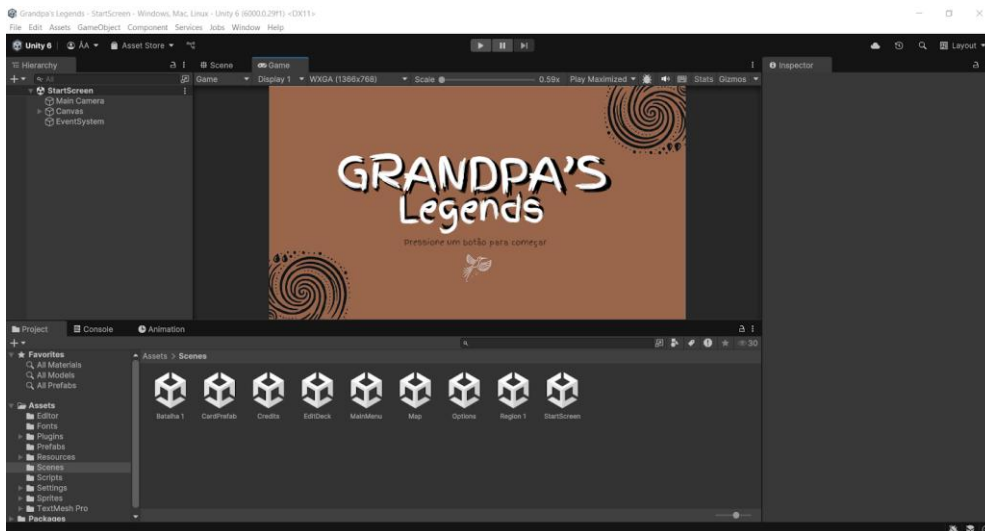 Grandpa's Legends - StartScreen - Windows, Mac, Linux - Unity 6 (6000.0.29f1) <DX11>
File Edit Assets GameObject Component Services Jobs Window Help
Unity 6 AA Asset Store Layout
Hierarchy Scene Game Inspector
All Game Display 1 WXGA (1366x768) Scale 0.59x Play Maximized Stats Gizmos
StartScreen
Main Camera
Canvas
EventSystem
GRANDPA'S
Legends
Pressione um botão para começar
Project Console Animation
30
Favorites
All Materials
All Models
All Prefabs
Assets > Scenes
Batalha 1 CardPrefab Credits EditDeck MainMenu Map Options Region 1 StartScreen
Assets
Editor
Fonts
Plugins
Prefabs
Resources
Scenes
Scripts
Settings
Sprites
TextMesh Pro
Packages